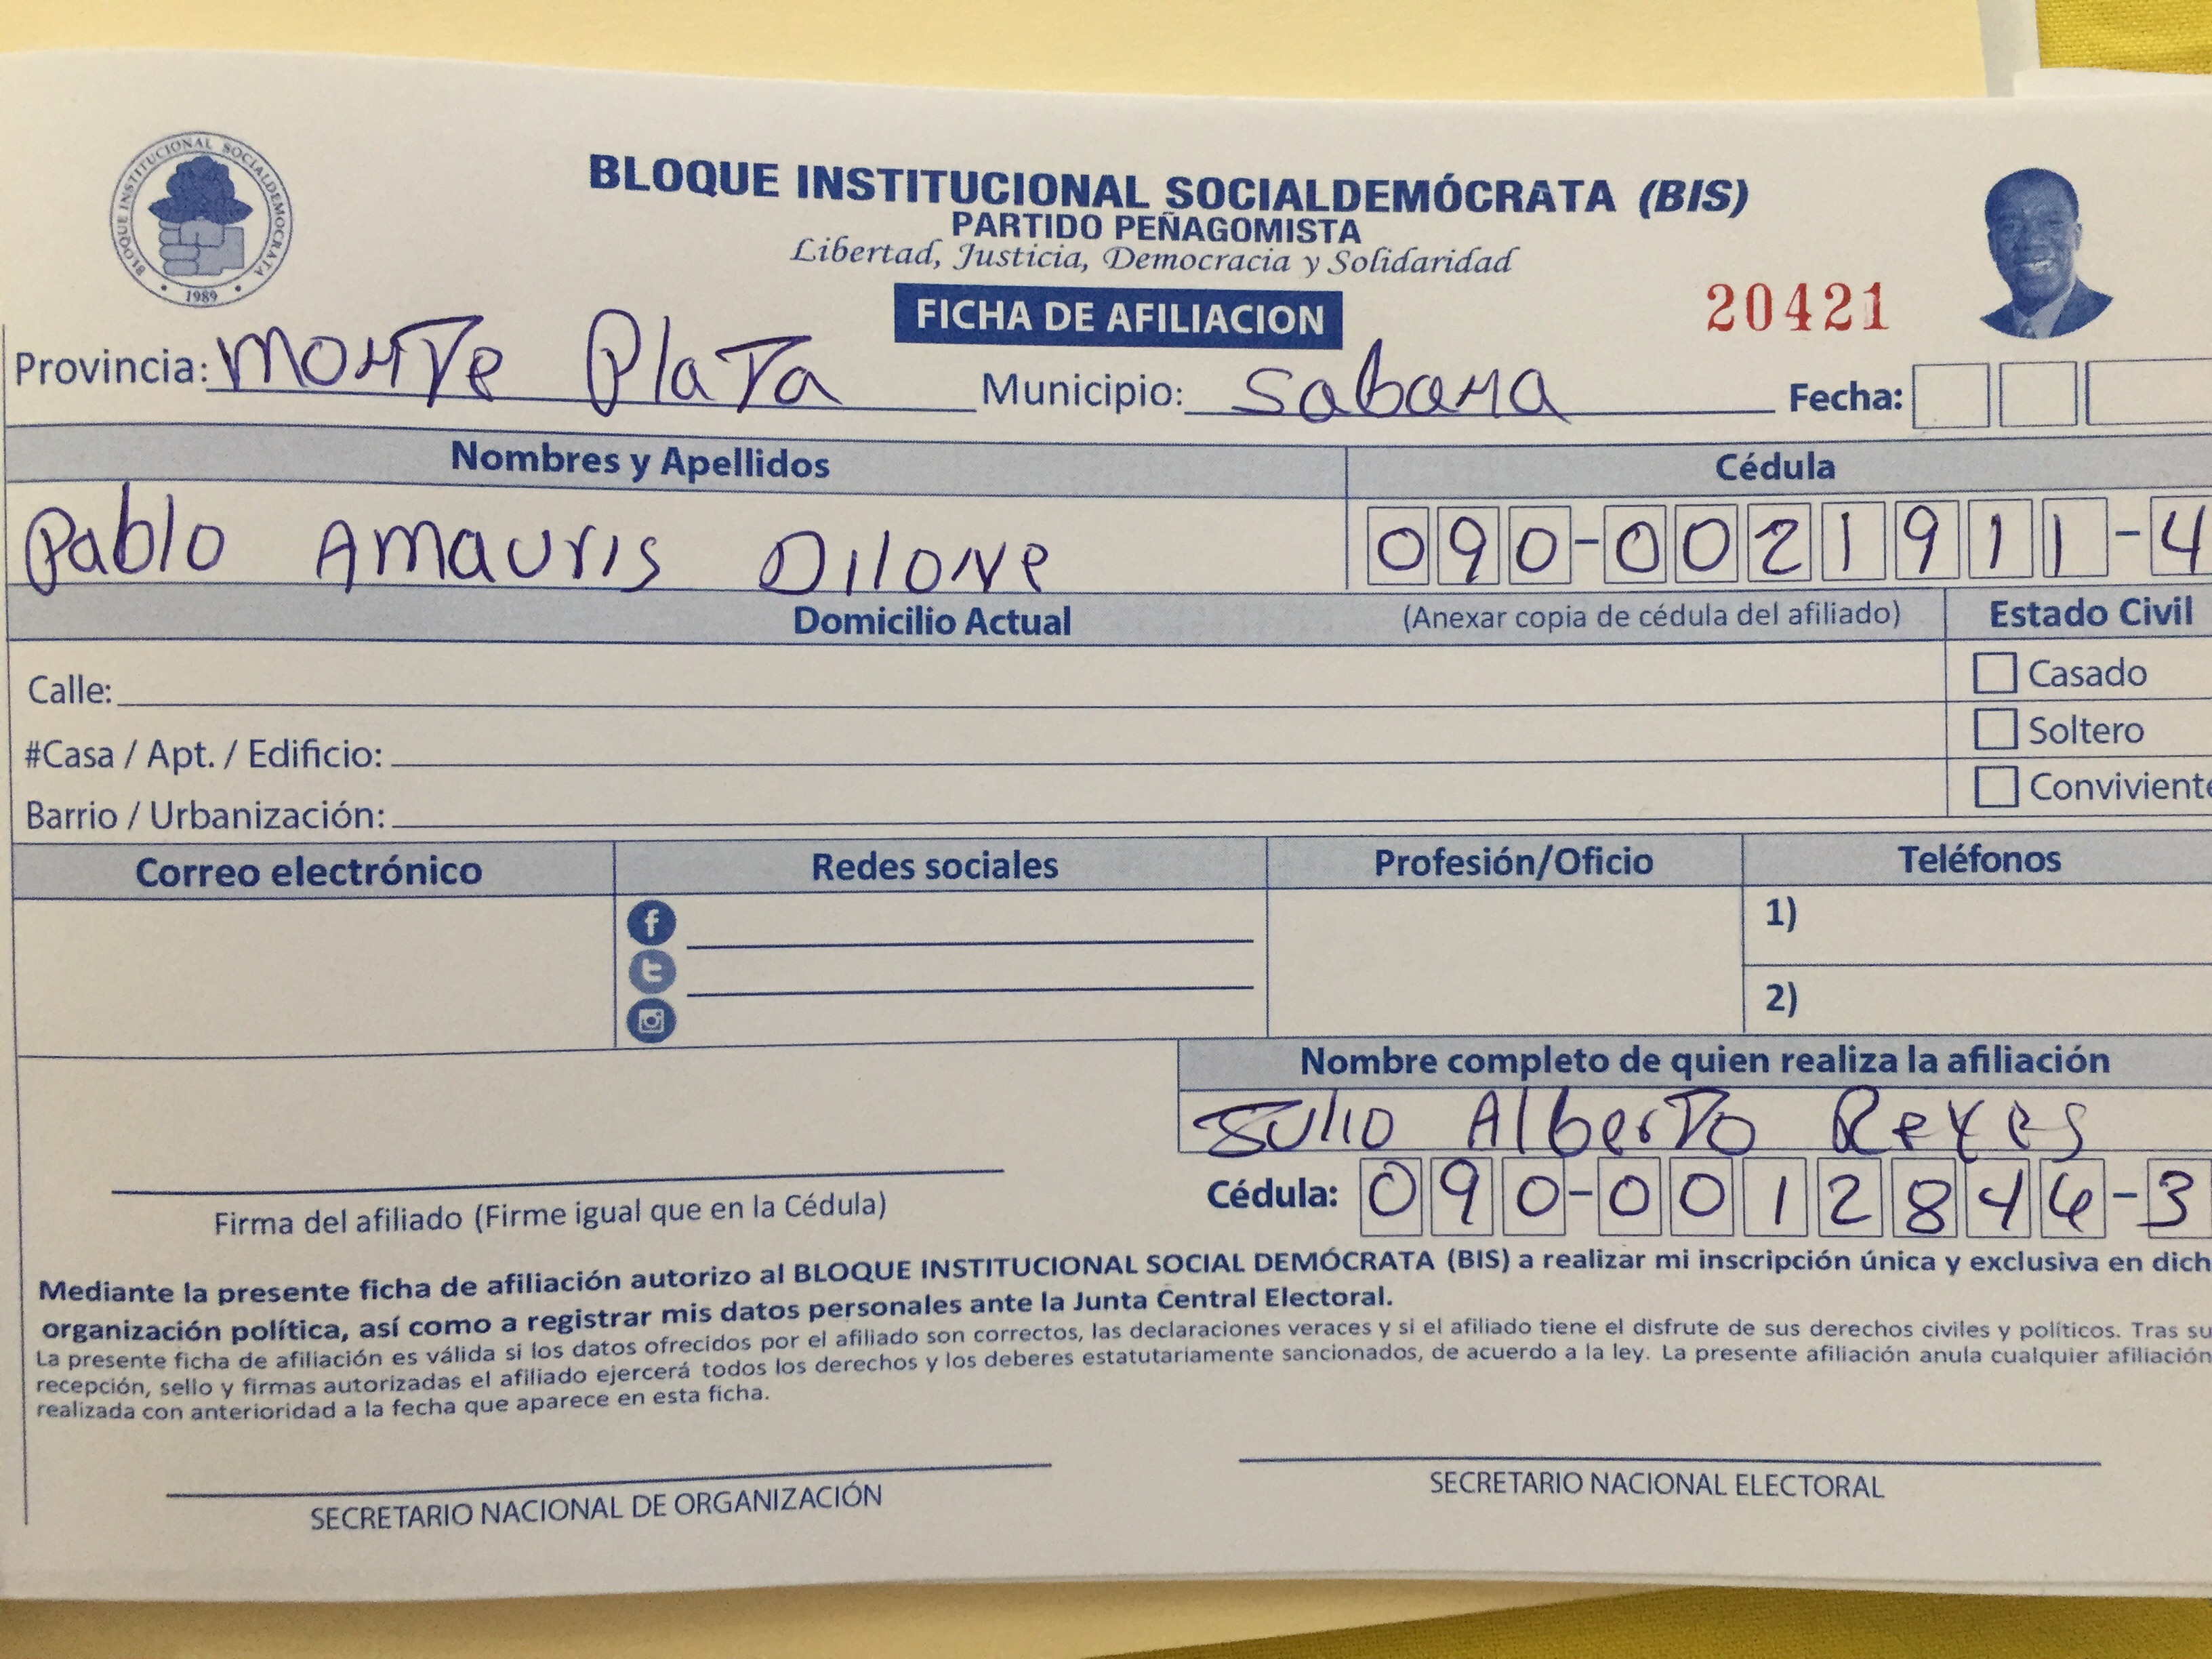 BLOQUE INSTITUCIONAL SOCIALDEMOCRATA
1989
BLOQUE INSTITUCIONAL SOCIALDEMÓCRATA (BIS)
PARTIDO PEÑAGOMISTA
Libertad, Justicia, Democracia y Solidaridad
FICHA DE AFILIACION
20421
Provincia: Monte Plata Municipio: Sabana Fecha:
Nombres y Apellidos Cédula
Pablo Amauris Dilone 090-0021911-4
Domicilio Actual (Anexar copia de cédula del afiliado) Estado Civil
Calle: Casado
#Casa / Apt. / Edificio: Soltero
Barrio / Urbanización: Conviviente
Correo electrónico Redes sociales Profesión/Oficio Teléfonos
1)
2)
Nombre completo de quien realiza la afiliación
Julio Alberto Reyes
Cédula: 090-0012846-3
Firma del afiliado (Firme igual que en la Cédula)
Mediante la presente ficha de afiliación autorizo al BLOQUE INSTITUCIONAL SOCIAL DEMÓCRATA (BIS) a realizar mi inscripción única y exclusiva en dich
organización política, así como a registrar mis datos personales ante la Junta Central Electoral.
La presente ficha de afiliación es válida si los datos ofrecidos por el afiliado son correctos, las declaraciones veraces y si el afiliado tiene el disfrute de sus derechos civiles y políticos. Tras su
recepción, sello y firmas autorizadas el afiliado ejercerá todos los derechos y los deberes estatutariamente sancionados, de acuerdo a la ley. La presente afiliación anula cualquier afiliación
realizada con anterioridad a la fecha que aparece en esta ficha.
SECRETARIO NACIONAL DE ORGANIZACIÓN SECRETARIO NACIONAL ELECTORAL